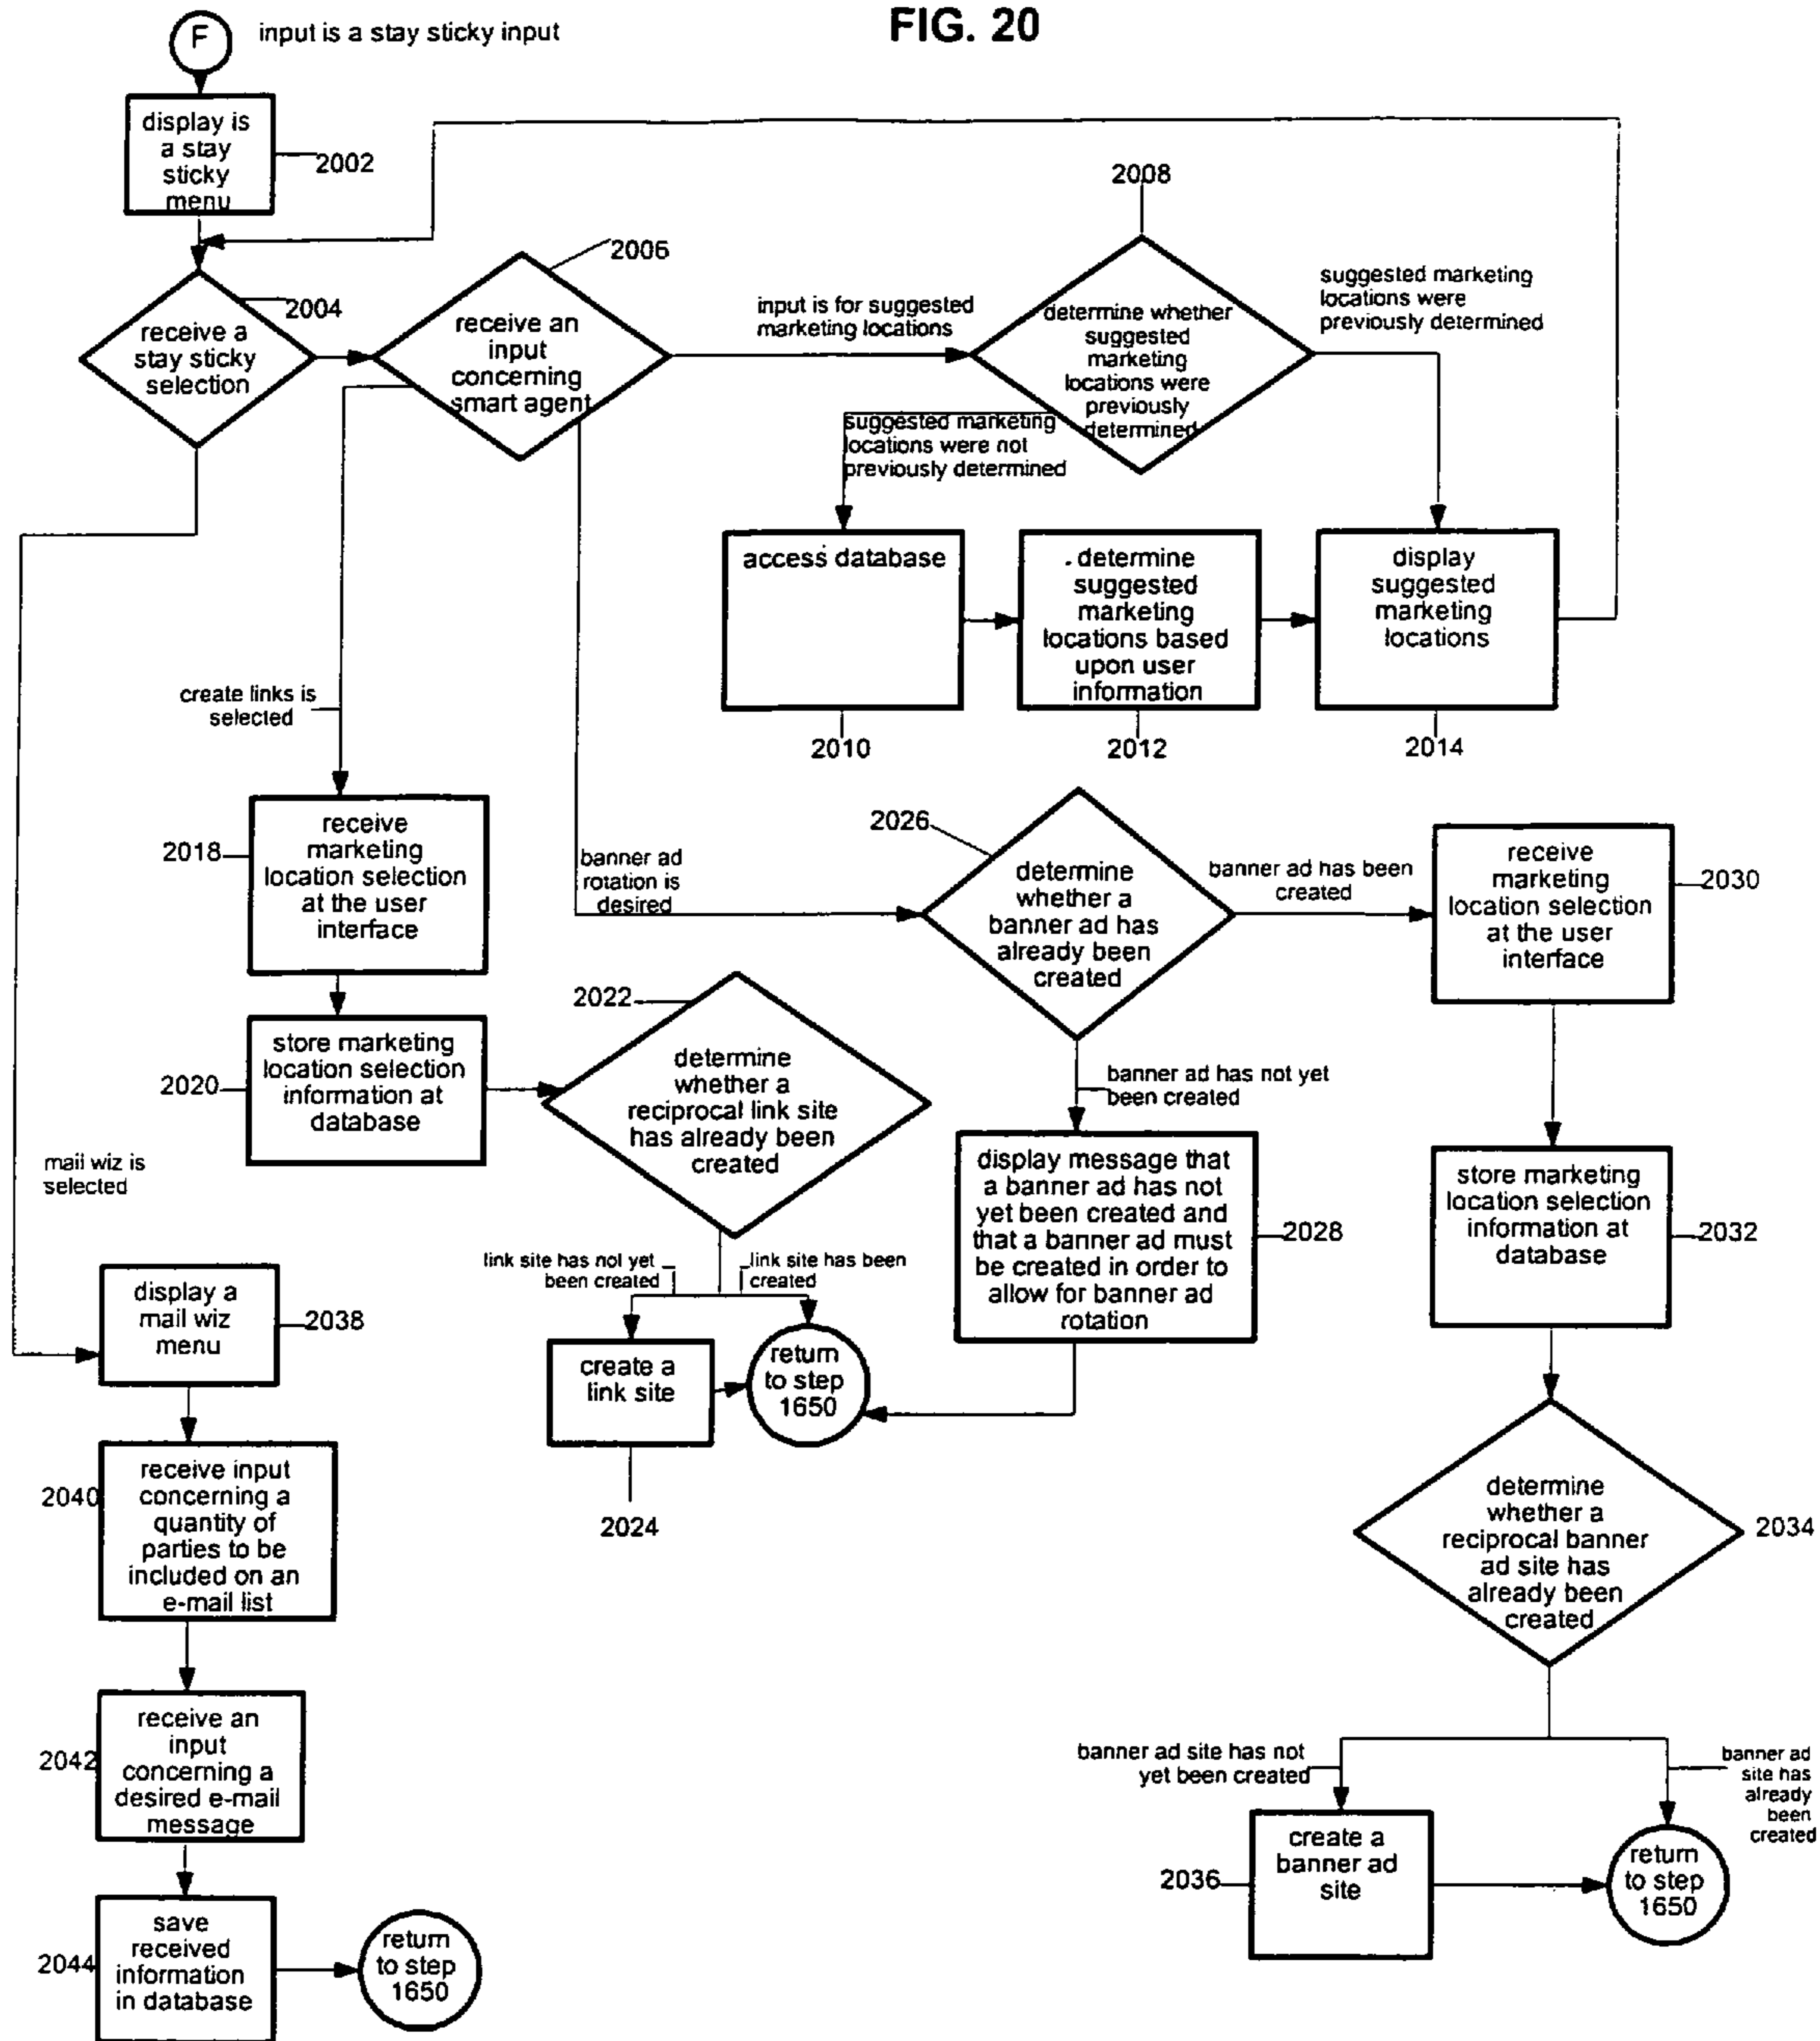 FIG. 20
F
input is a stay sticky input
display is
a stay
sticky
menu
2002
2004
receive a
stay sticky
selection
2006
receive an
input
concerning
smart agent
input is for suggested
marketing locations
2008
determine whether
suggested
marketing
locations were
previously
determined
suggested marketing
locations were
previously determined
suggested marketing
locations were not
previously determined
access database
2010
determine
suggested
marketing
locations based
upon user
information
2012
display
suggested
marketing
locations
2014
create links is
selected
receive
marketing
location selection
at the user
interface
2018
store marketing
location selection
information at
database
2020
banner ad
rotation is
desired
2022
determine
whether a
reciprocal link site
has already been
created
link site has not yet
been created
link site has been
created
create a
link site
2024
return
to step
1650
2026
determine
whether a
banner ad has
already been
created
banner ad has been
created
banner ad has not yet
been created
display message that
a banner ad has not
yet been created and
that a banner ad must
be created in order to
allow for banner ad
rotation
2028
receive
marketing
location selection
at the user
interface
2030
store marketing
location selection
information at
database
2032
determine
whether a
reciprocal banner
ad site has
already been
created
2034
banner ad site has not
yet been created
banner ad
site has
already
been
created
create a
banner ad
site
2036
return
to step
1650
mail wiz is
selected
display a
mail wiz
menu
2038
receive input
concerning a
quantity of
parties to be
included on an
e-mail list
2040
receive an
input
concerning a
desired e-mail
message
2042
save
received
information
in database
2044
return
to step
1650